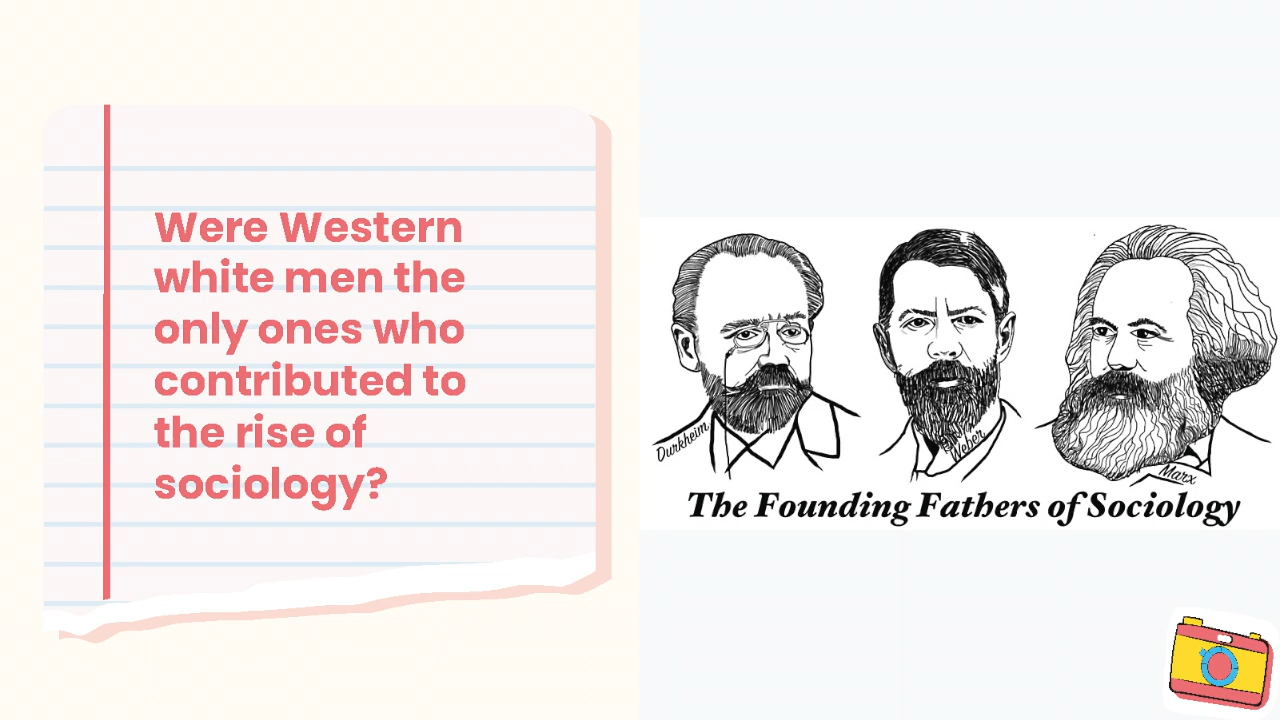 Were Western
white men the
only ones who
contributed to
the rise of
sociology?
Durkheim
Weber
Marx
The Founding Fathers of Sociology